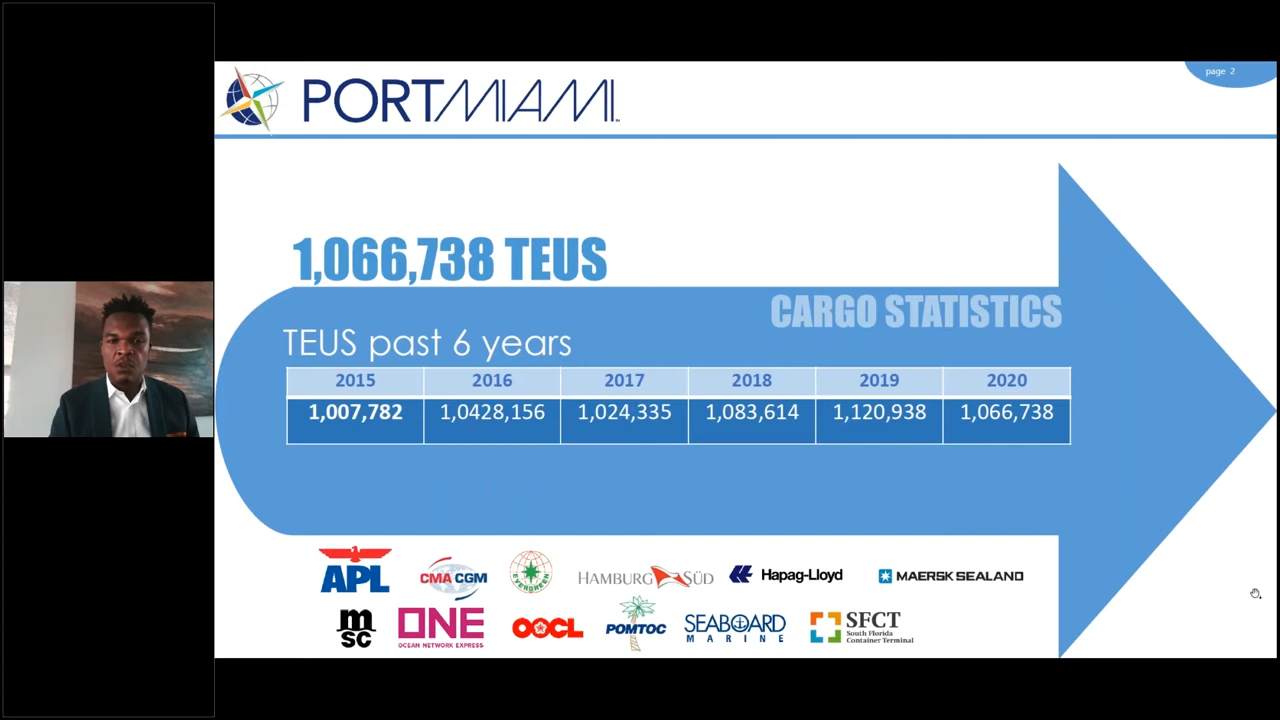 page 2
PORTMIAMI
1,066,738 TEUS
CARGO STATISTICS
TEUS past 6 years
2015 2016 2017 2018 2019 2020
1,007,782 1,0428,156 1,024,335 1,083,614 1,120,938 1,066,738
APL CMA CGM EVERGREEN HAMBURG SÜD Hapag-Lloyd MAERSK SEALAND
msc ONE OOCL POMTOC SEABOARD SFCT
OCEAN NETWORK EXPRESS MARINE South Florida
Container Terminal